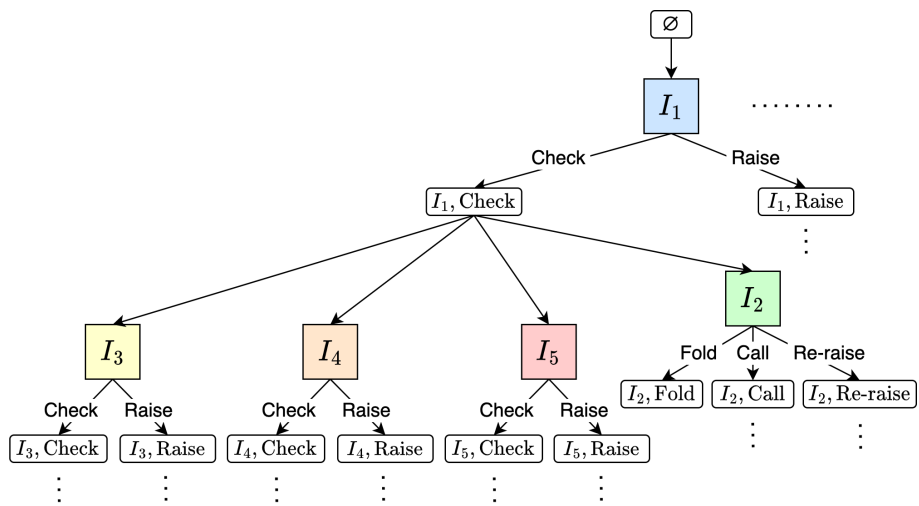 ∅
I₁
Check Raise
I₁, Check I₁, Raise
I₂
Fold Call Re-raise
I₂, Fold I₂, Call I₂, Re-raise
I₃ I₄ I₅
Check Raise Check Raise Check Raise
I₃, Check I₃, Raise I₄, Check I₄, Raise I₅, Check I₅, Raise